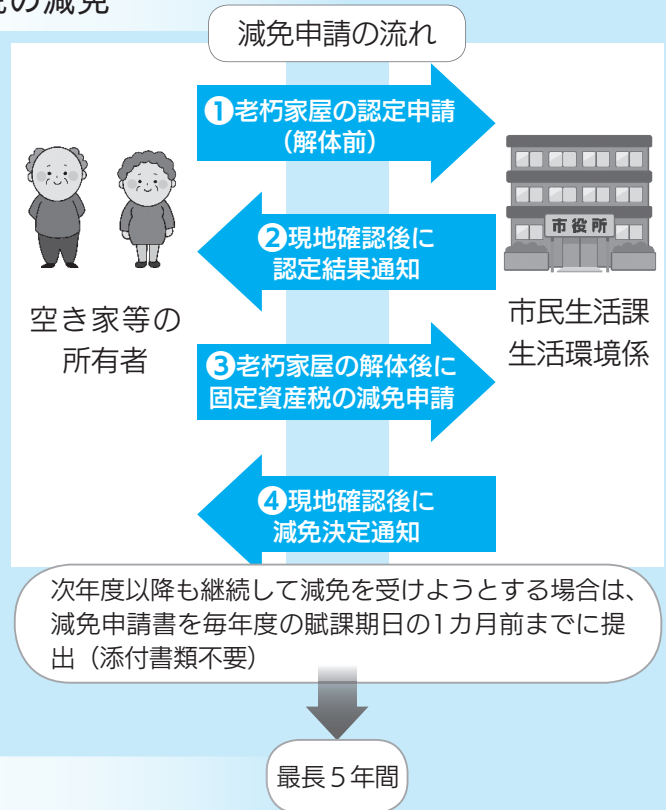 税の減免
減免申請の流れ
❶老朽家屋の認定申請
（解体前）
市役所
❷現地確認後に
認定結果通知
空き家等の
所有者
市民生活課
生活環境係
❸老朽家屋の解体後に
固定資産税の減免申請
❹現地確認後に
減免決定通知
次年度以降も継続して減免を受けようとする場合は、
減免申請書を毎年度の賦課期日の1カ月前までに提
出（添付書類不要）
最長５年間